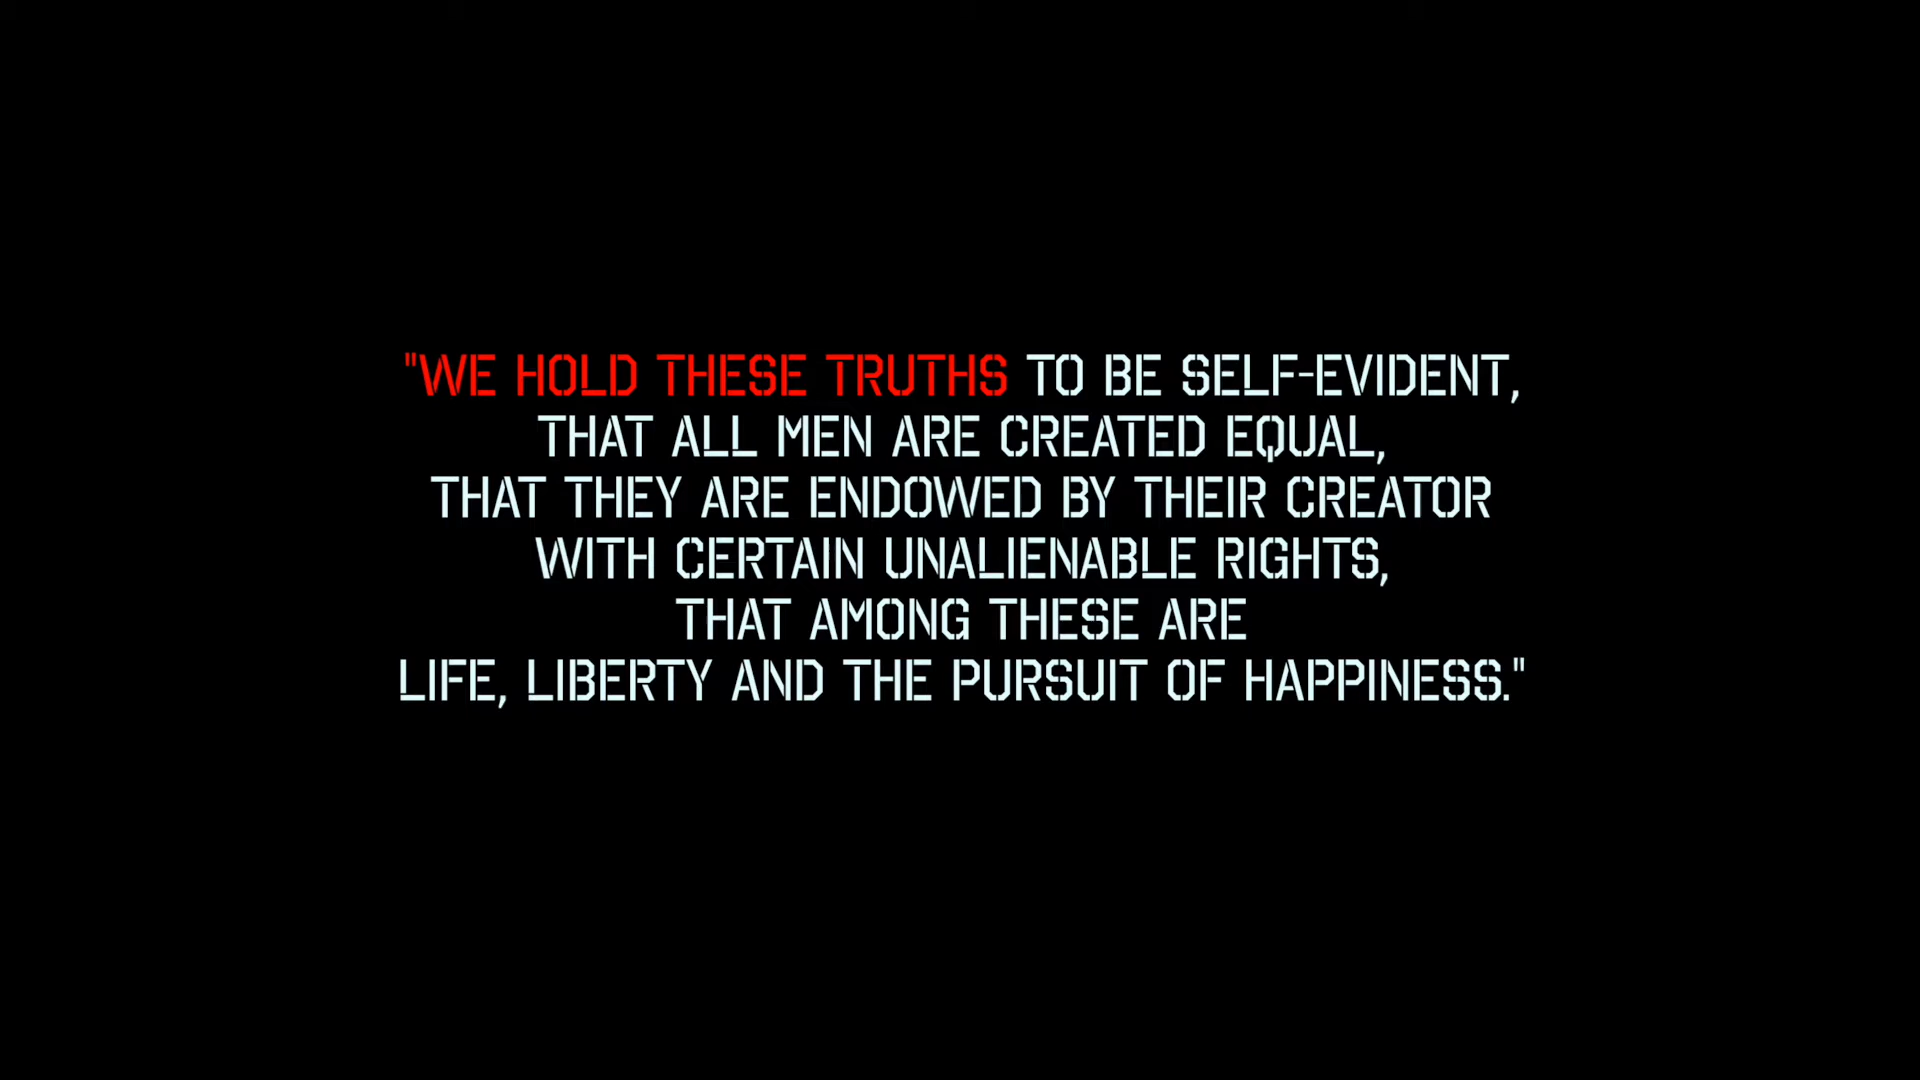 "WE HOLD THESE TRUTHS TO BE SELF-EVIDENT,
THAT ALL MEN ARE CREATED EQUAL,
THAT THEY ARE ENDOWED BY THEIR CREATOR
WITH CERTAIN UNALIENABLE RIGHTS,
THAT AMONG THESE ARE
LIFE, LIBERTY AND THE PURSUIT OF HAPPINESS."